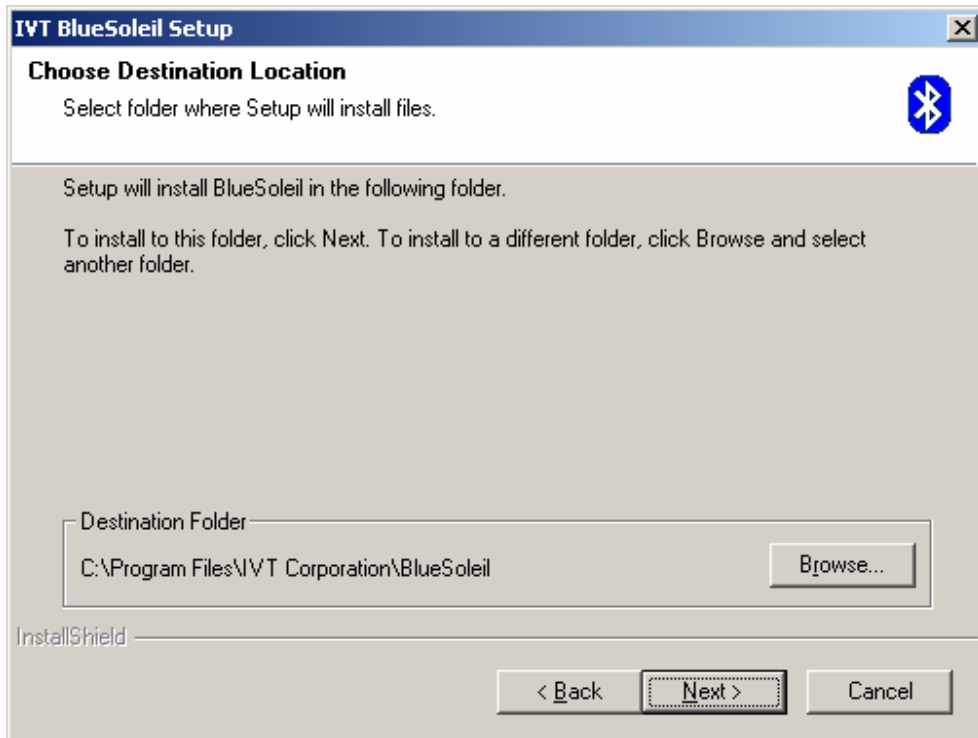 IVT BlueSoleil Setup
Choose Destination Location
Select folder where Setup will install files.
Setup will install BlueSoleil in the following folder.
To install to this folder, click Next. To install to a different folder, click Browse and select
another folder.
Destination Folder
C:\Program Files\IVT Corporation\BlueSoleil
Browse...
InstallShield
< Back
Next >
Cancel